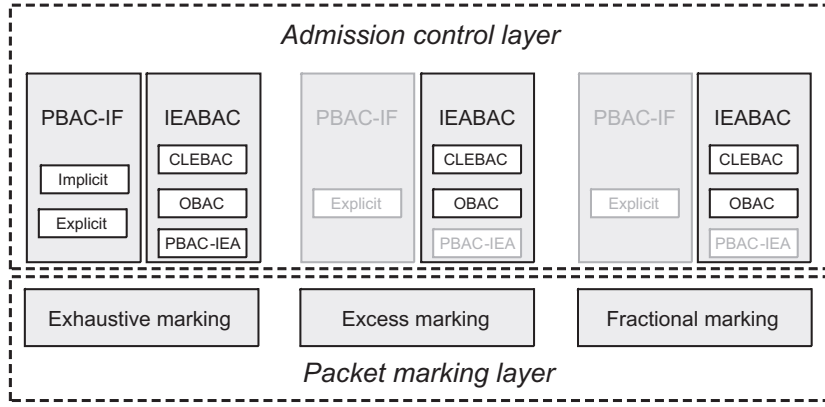 Admission control layer
PBAC-IF IEABAC PBAC-IF IEABAC PBAC-IF IEABAC
CLEBAC CLEBAC CLEBAC
Implicit
OBAC Explicit OBAC Explicit OBAC
Explicit
PBAC-IEA PBAC-IEA PBAC-IEA
Exhaustive marking Excess marking Fractional marking
Packet marking layer